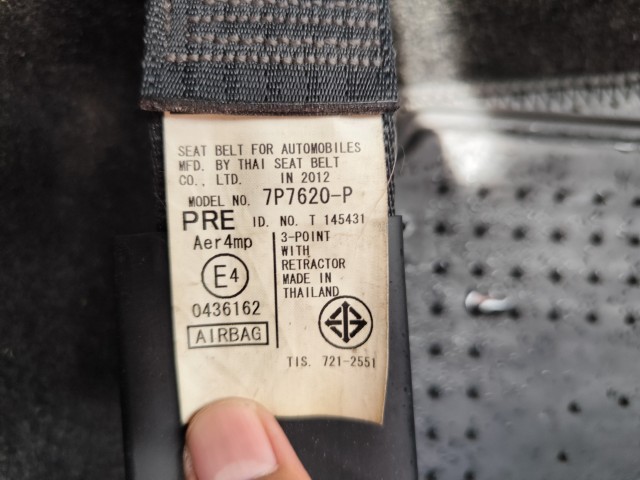 SEAT BELT FOR AUTOMOBILES
MFD. BY THAI SEAT BELT
CO., LTD. IN 2012
MODEL NO. 7P7620-P
PRE ID. NO. T 145431
Aer4mp
E4
0436162
AIRBAG
3-POINT
WITH
RETRACTOR
MADE IN
THAILAND
TIS. 721-2551